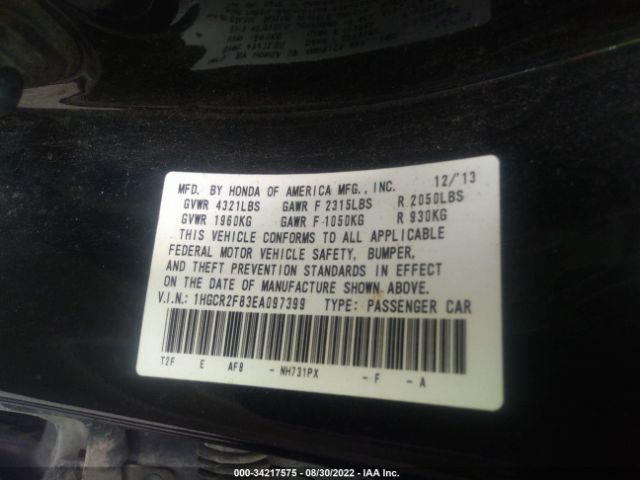 MFD. BY HONDA OF AMERICA MFG., INC. 12/'13
GVWR 4321LBS GAWR F 2315LBS R 2050LBS
GVWR 1960KG GAWR F 1050KG R 930KG
THIS VEHICLE CONFORMS TO ALL APPLICABLE
FEDERAL MOTOR VEHICLE SAFETY, BUMPER,
AND THEFT PREVENTION STANDARDS IN EFFECT
ON THE DATE OF MANUFACTURE SHOWN ABOVE.
V.I.N.: 1HGCR2F83EA097399 TYPE: PASSENGER CAR
T2F E AF8 - NH731PX - F - A
000-34217575 - 08/30/2022 - IAA Inc.